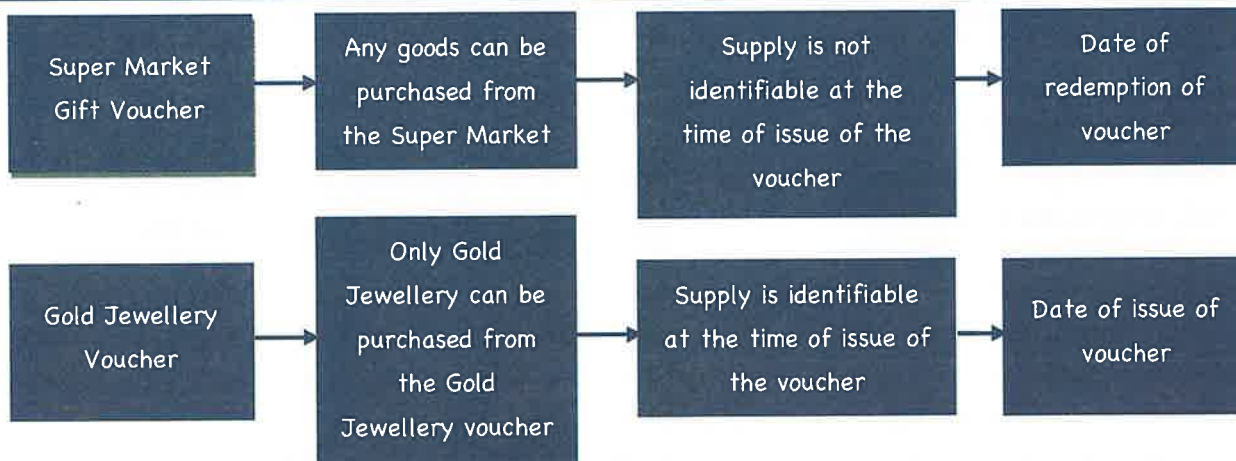 Super Market
Gift Voucher
Any goods can be
purchased from
the Super Market
Supply is not
identifiable at the
time of issue of the
voucher
Date of
redemption of
voucher
Gold Jewellery
Voucher
Only Gold
Jewellery can be
purchased from
the Gold
Jewellery voucher
Supply is identifiable
at the time of issue of
the voucher
Date of issue of
voucher